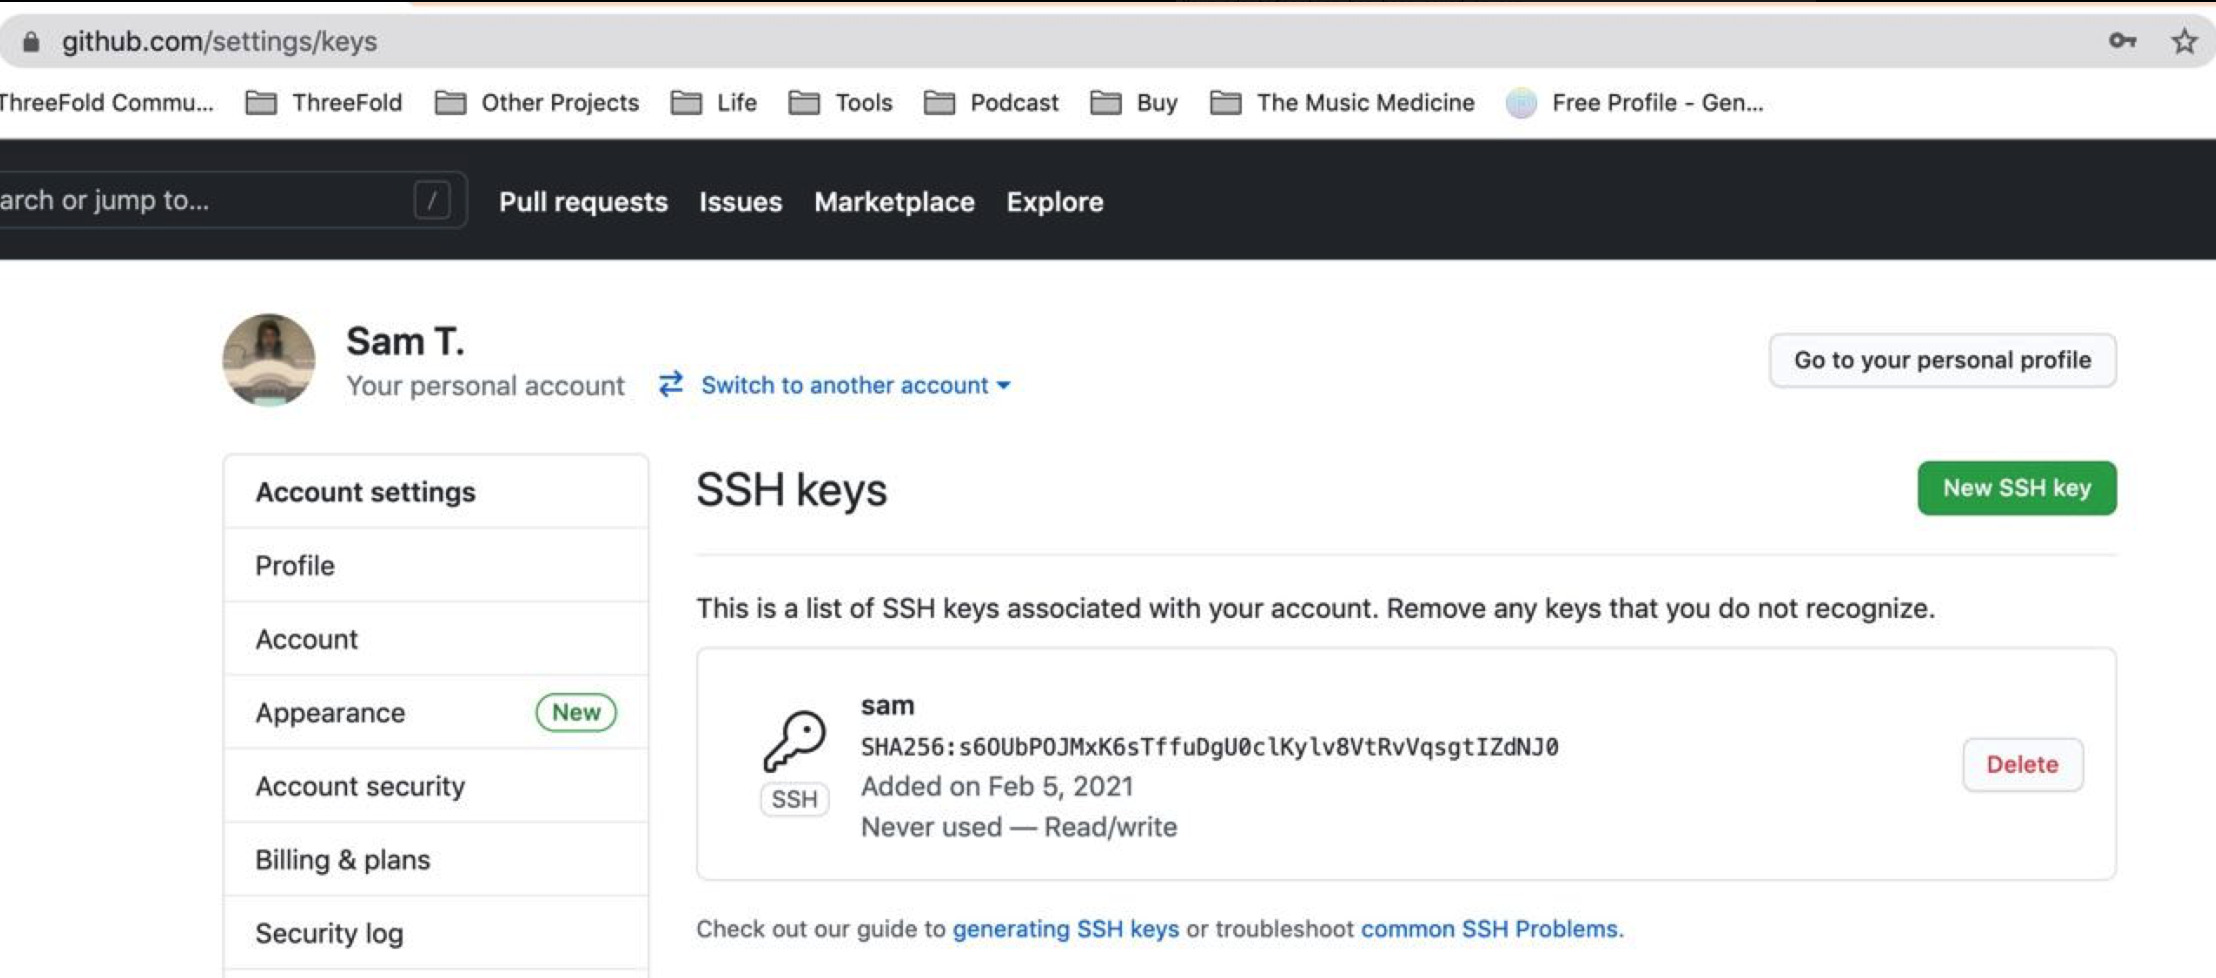 github.com/settings/keys
ThreeFold Commu... ThreeFold Other Projects Life Tools Podcast Buy The Music Medicine Free Profile - Gen...
arch or jump to... / Pull requests Issues Marketplace Explore
Sam T.
Your personal account Switch to another account
Go to your personal profile
Account settings
Profile
Account
Appearance New
Account security
Billing & plans
Security log
SSH keys
New SSH key
This is a list of SSH keys associated with your account. Remove any keys that you do not recognize.
SSH
sam
SHA256:s6OUbPOJMxK6sTffuDgU0clKylv8VtRvVqsgtIZdNJ0
Added on Feb 5, 2021
Never used — Read/write
Delete
Check out our guide to generating SSH keys or troubleshoot common SSH Problems.